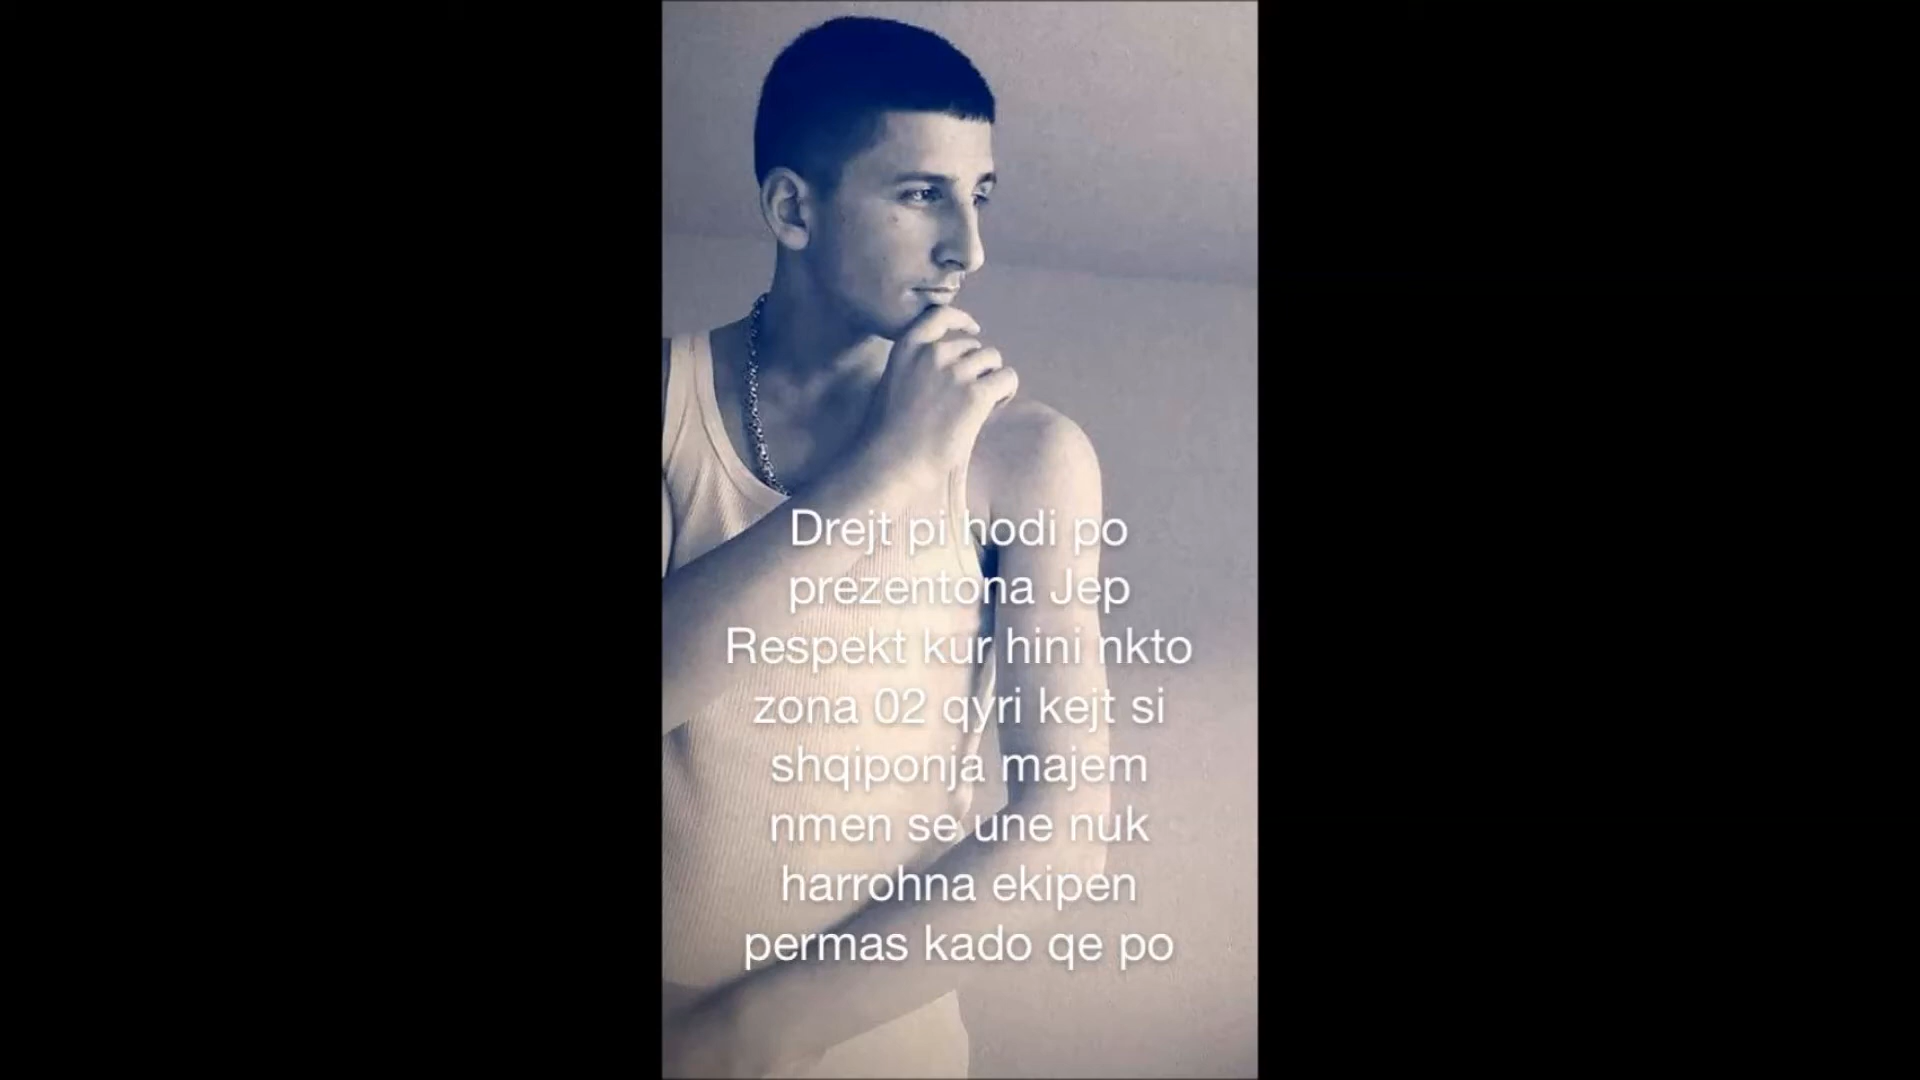 Drejt pi hodi po
prezentona Jep
Respekt kur hini nkto
zona 02 qyri kejt si
shqiponja majem
nmen se une nuk
harrohna ekipen
permas kado qe po